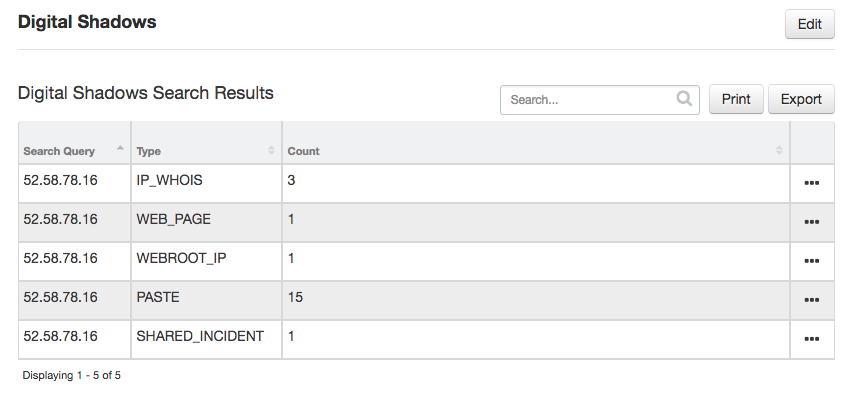 Digital Shadows Edit
Digital Shadows Search Results Search... Print Export
Search Query Type Count
52.58.78.16 IP_WHOIS 3 •••
52.58.78.16 WEB_PAGE 1 •••
52.58.78.16 WEBROOT_IP 1 •••
52.58.78.16 PASTE 15 •••
52.58.78.16 SHARED_INCIDENT 1 •••
Displaying 1 - 5 of 5